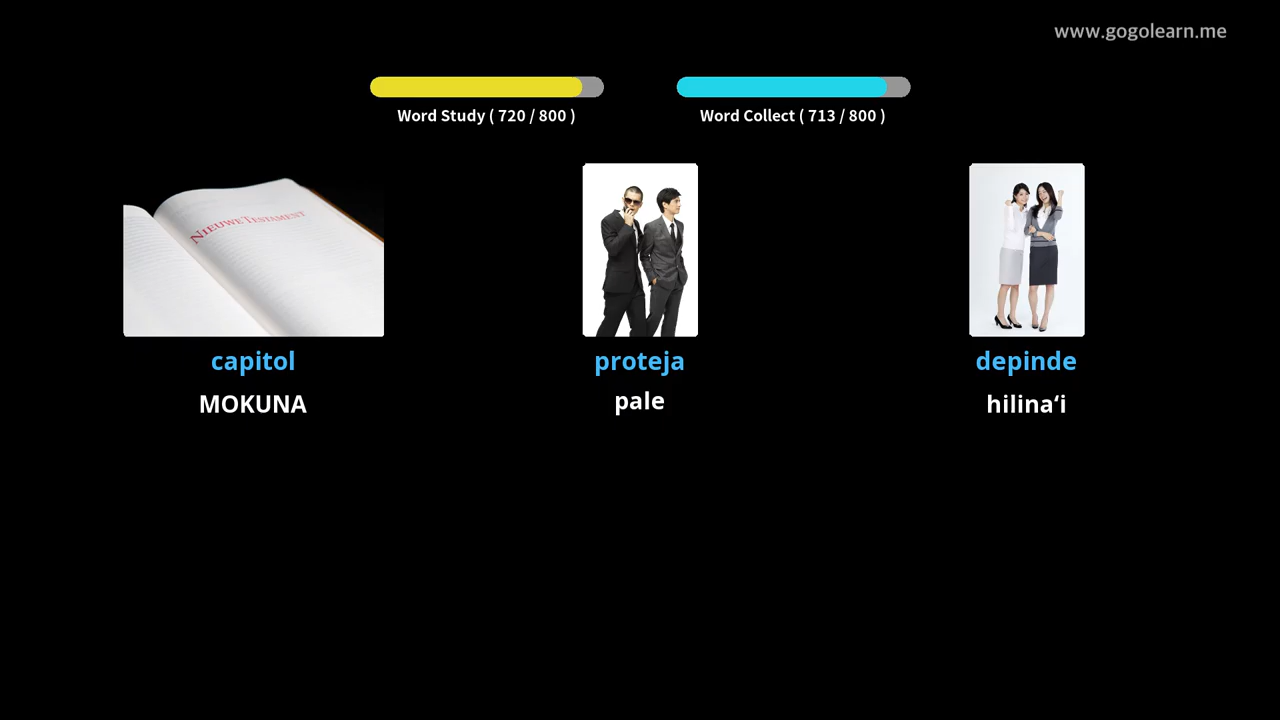 www.gogolearn.me
Word Study ( 720 / 800 )
Word Collect ( 713 / 800 )
NIEUWE TESTAMENT
capitol
proteja
depinde
MOKUNA
pale
hilinaʻi